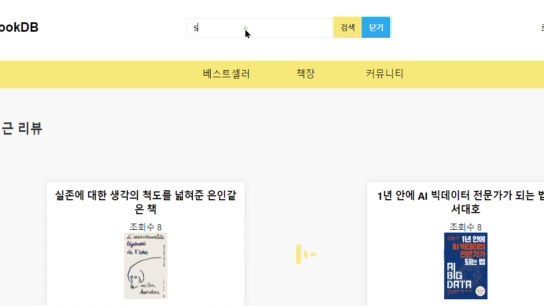 ookDB
s
검색
닫기
베스트셀러
책장
커뮤니티
근 리뷰
실존에 대한 생각의 척도를 넓혀준 은인같
은 책
조회수 8
1년 안에 AI 빅데이터 전문가가 되는 법
서대호
조회수 8
1년 안에
AI 빅데이터
전문가가
되는 법
AI
BIG
DATA